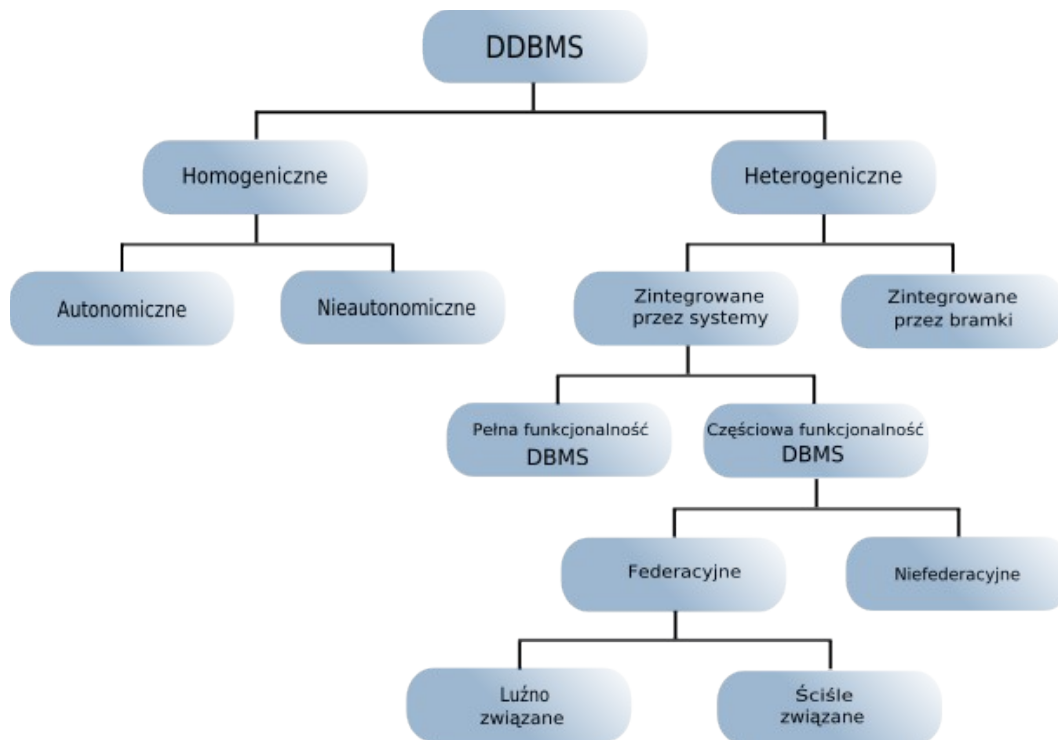 DDBMS
Homogeniczne
Heterogeniczne
Autonomiczne
Nieautonomiczne
Zintegrowane
przez systemy
Zintegrowane
przez bramki
Pełna funkcjonalność
DBMS
Częściowa funkcjonalność
DBMS
Federacyjne
Niefederacyjne
Luźno
związane
Ściśle
związane